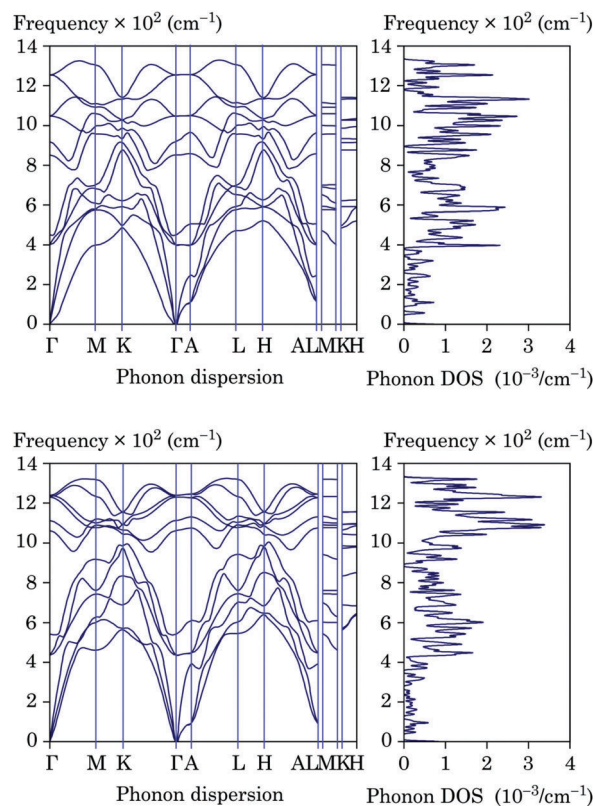 Frequency × 10² (cm⁻¹) Frequency × 10² (cm⁻¹)
14 14
12 12
10 10
8 8
6 6
4 4
2 2
0 0
Γ M K Γ A L H A L M K H 0 1 2 3 4
Phonon dispersion Phonon DOS (10⁻³/cm⁻¹)
Frequency × 10² (cm⁻¹) Frequency × 10² (cm⁻¹)
14 14
12 12
10 10
8 8
6 6
4 4
2 2
0 0
Γ M K Γ A L H A L M K H 0 1 2 3 4
Phonon dispersion Phonon DOS (10⁻³/cm⁻¹)